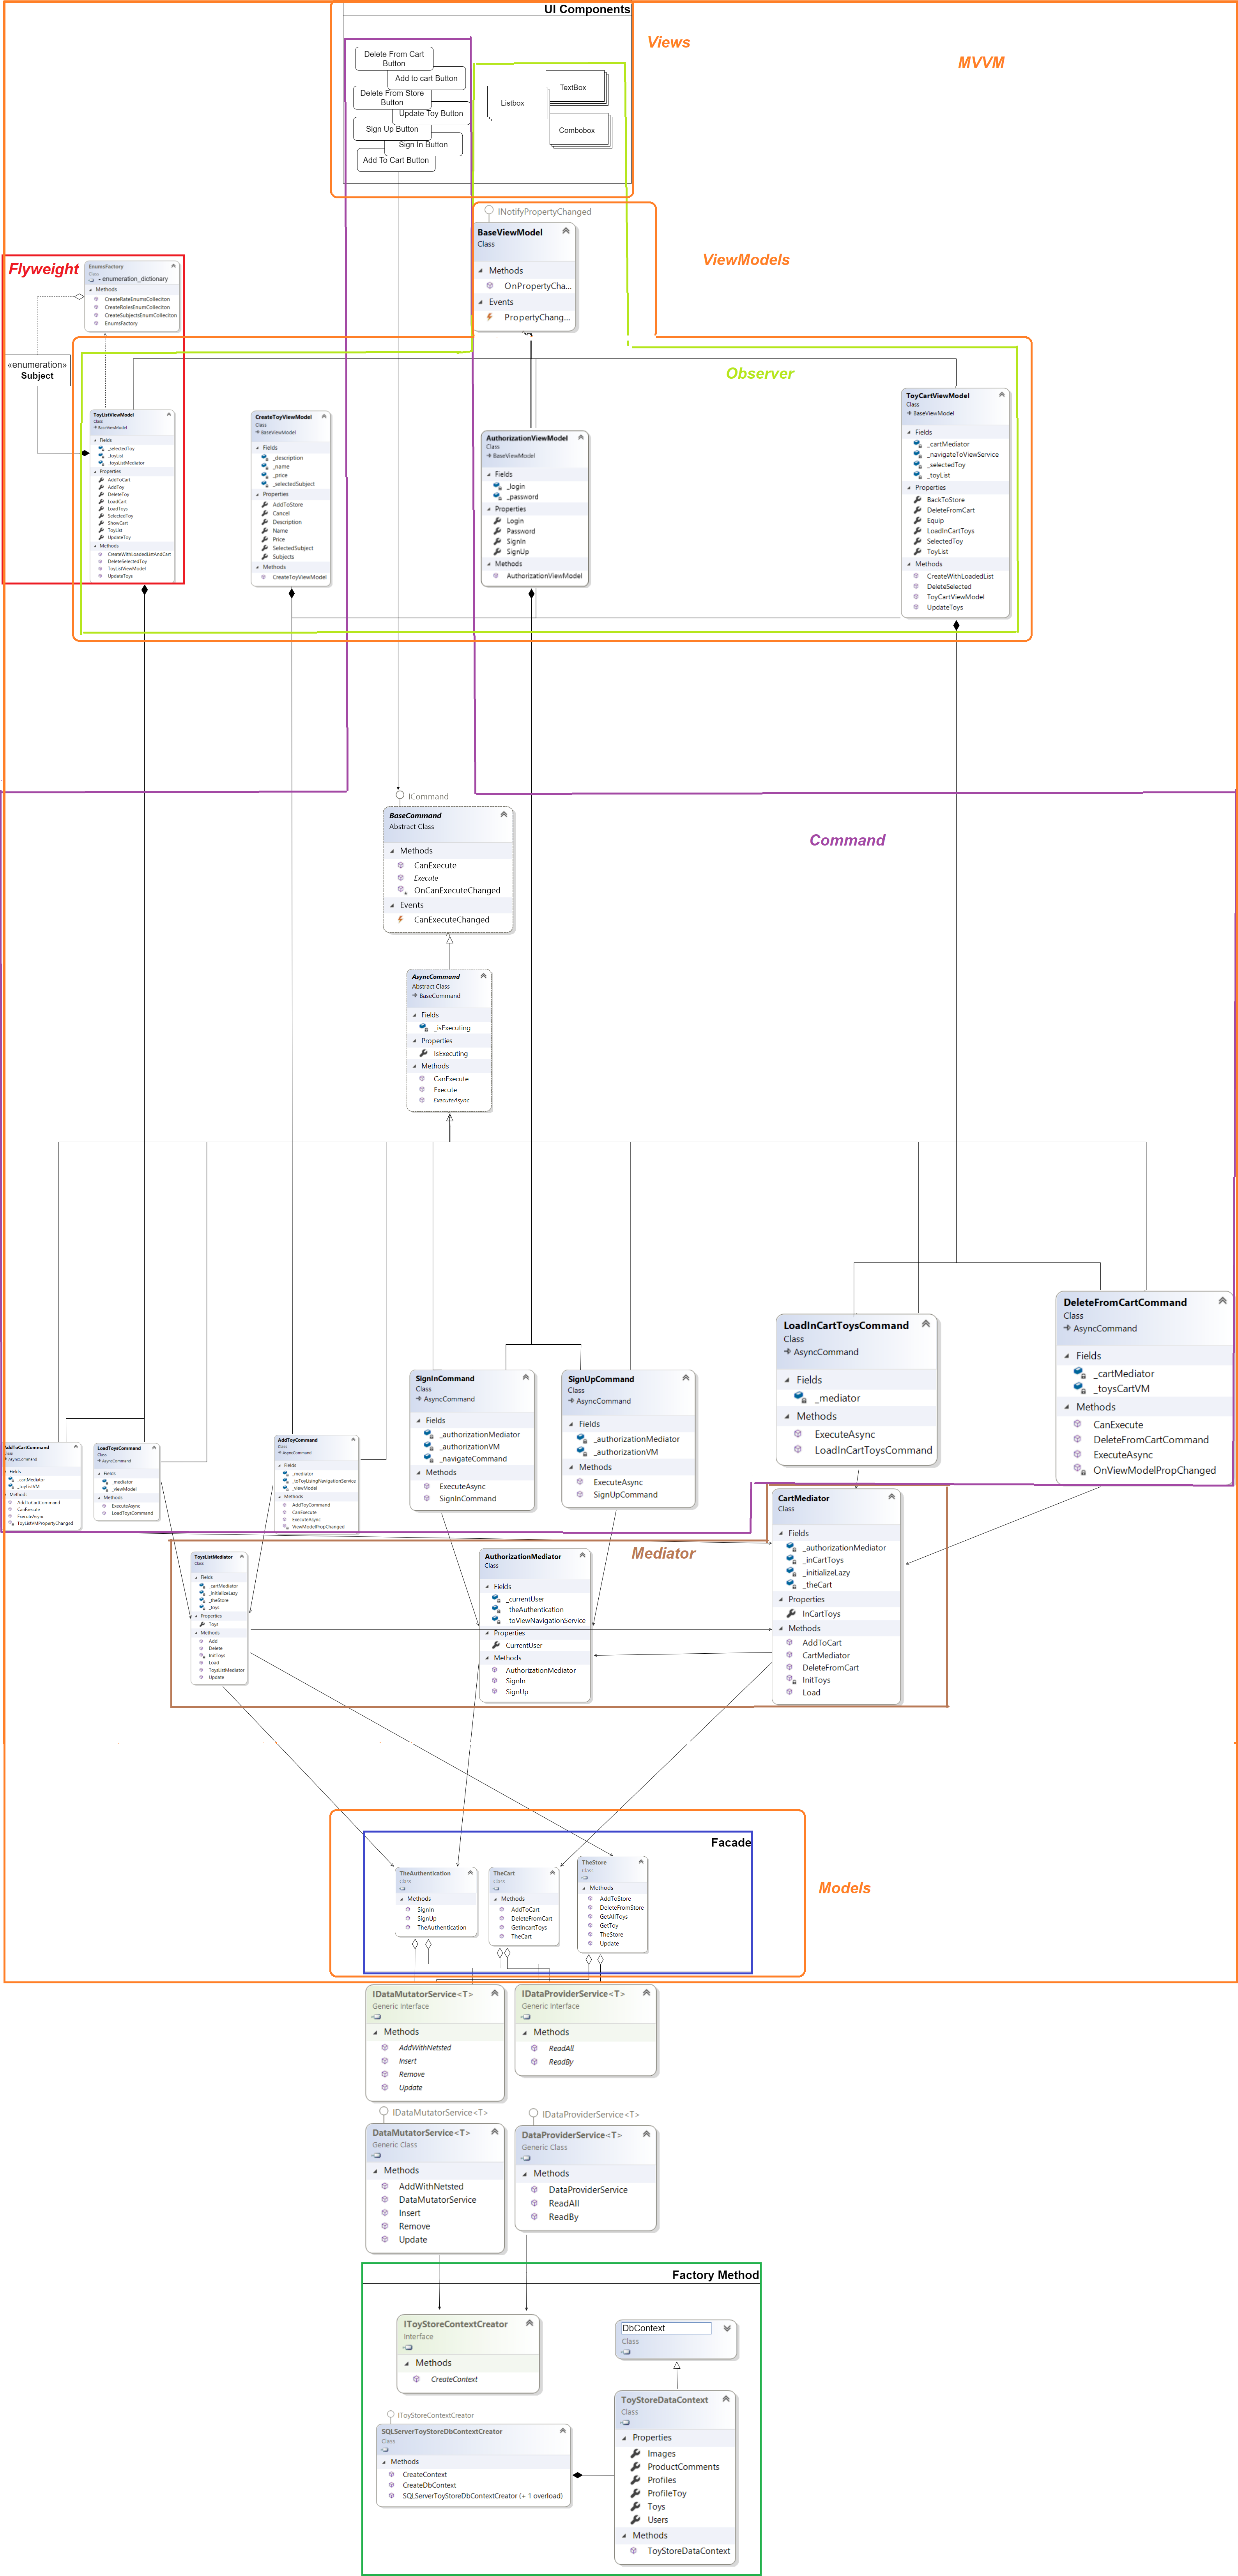 UI Components
Views
MVVM
Delete From Cart
Button
Add to cart Button
Delete From Store
Button
Update Toy Button
Sign Up Button
Sign In Button
Add To Cart Button
TextBox
Listbox
Combobox
INotifyPropertyChanged
BaseViewModel
Class
Methods
OnPropertyCha...
Events
PropertyChang...
ViewModels
Flyweight
EnumsFactory
Class
- enumeration_dictionary
Methods
CreateRateEnumsColleciton
CreateRolesEnumColleciton
CreateSubjectsEnumColleciton
EnumsFactory
«enumeration»
Subject
Observer
ToyListViewModel
Class
BaseViewModel
Fields
_selectedToy
_toyList
_toysListMediator
Properties
AddToCart
AddToy
DeleteToy
LoadCart
LoadToys
SelectedToy
ShowCart
ToyList
UpdateToy
Methods
CreateWithLoadedListAndCart
DeleteSelectedToy
ToyListViewModel
UpdateToys
CreateToyViewModel
Class
BaseViewModel
Fields
_description
_name
_price
_selectedSubject
Properties
AddToStore
Cancel
Description
Name
Price
SelectedSubject
Subjects
Methods
CreateToyViewModel
AuthorizationViewModel
Class
BaseViewModel
Fields
_login
_password
Properties
Login
Password
SignIn
SignUp
Methods
AuthorizationViewModel
ToyCartViewModel
Class
BaseViewModel
Fields
_cartMediator
_navigateToViewService
_selectedToy
_toyList
Properties
BackToStore
DeleteFromCart
Equip
LoadInCartToys
SelectedToy
ToyList
Methods
CreateWithLoadedList
DeleteSelected
ToyCartViewModel
UpdateToys
ICommand
BaseCommand
Abstract Class
Methods
CanExecute
Execute
OnCanExecuteChanged
Events
CanExecuteChanged
Command
AsyncCommand
Abstract Class
BaseCommand
Fields
_isExecuting
Properties
IsExecuting
Methods
CanExecute
Execute
ExecuteAsync
DeleteFromCartCommand
Class
AsyncCommand
Fields
_cartMediator
_toysCartVM
Methods
CanExecute
DeleteFromCartCommand
ExecuteAsync
OnViewModelPropChanged
LoadInCartToysCommand
Class
AsyncCommand
Fields
_mediator
Methods
ExecuteAsync
LoadInCartToysCommand
SignInCommand
Class
AsyncCommand
Fields
_authorizationMediator
_authorizationVM
_navigateCommand
Methods
ExecuteAsync
SignInCommand
SignUpCommand
Class
AsyncCommand
Fields
_authorizationMediator
_authorizationVM
Methods
ExecuteAsync
SignUpCommand
AddToCartCommand
Class
AsyncCommand
Fields
_cartMediator
_toyListVM
Methods
AddToCartCommand
CanExecute
ExecuteAsync
ToyListVMPropertyChanged
LoadToysCommand
Class
AsyncCommand
Fields
_mediator
_viewModel
Methods
ExecuteAsync
LoadToysCommand
AddToyCommand
Class
AsyncCommand
Fields
_mediator
_toToyListingNavigationService
_viewModel
Methods
AddToyCommand
CanExecute
ExecuteAsync
ViewModelPropChanged
Mediator
ToysListMediator
Class
Fields
_cartMediator
_initializeLazy
_theStore
_toys
Properties
Toys
Methods
Add
Delete
InitToys
Load
ToysListMediator
Update
AuthorizationMediator
Class
Fields
_currentUser
_theAuthentication
_toViewNavigationService
Properties
CurrentUser
Methods
AuthorizationMediator
SignIn
SignUp
CartMediator
Class
Fields
_authorizationMediator
_inCartToys
_initializeLazy
_theCart
Properties
InCartToys
Methods
AddToCart
CartMediator
DeleteFromCart
InitToys
Load
Facade
Models
TheAuthentication
Class
Methods
SignIn
SignUp
TheAuthentication
TheCart
Class
Methods
AddToCart
DeleteFromCart
GetIncartToys
TheCart
TheStore
Class
Methods
AddToStore
DeleteFromStore
GetAllToys
GetToy
TheStore
Update
IDataMutatorService<T>
Generic Interface
Methods
AddWithNetsted
Insert
Remove
Update
IDataProviderService<T>
Generic Interface
Methods
ReadAll
ReadBy
IDataMutatorService<T>
DataMutatorService<T>
Generic Class
Methods
AddWithNetsted
DataMutatorService
Insert
Remove
Update
IDataProviderService<T>
DataProviderService<T>
Generic Class
Methods
DataProviderService
ReadAll
ReadBy
Factory Method
IToyStoreContextCreator
Interface
Methods
CreateContext
DbContext
Class
IToyStoreContextCreator
SQLServerToyStoreDbContextCreator
Class
Methods
CreateContext
CreateDbContext
SQLServerToyStoreDbContextCreator (+ 1 overload)
ToyStoreDataContext
Class
Properties
Images
ProductComments
Profiles
ProfileToy
Toys
Users
Methods
ToyStoreDataContext